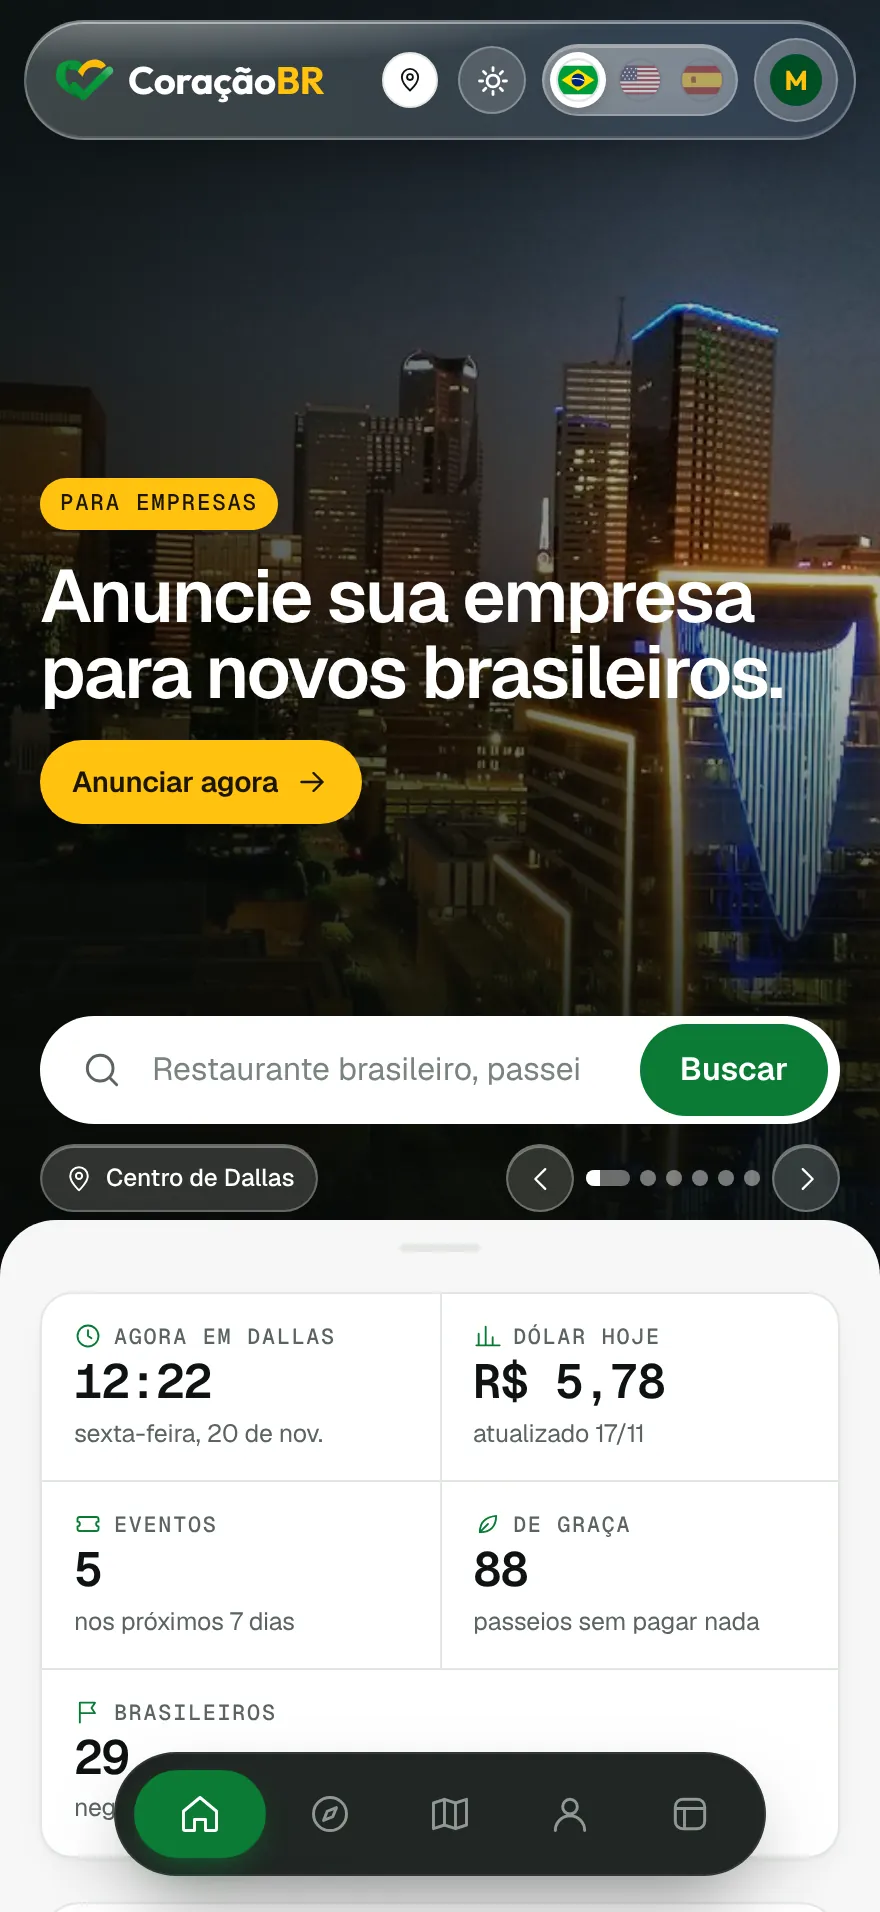 CoraçãoBR
M
PARA EMPRESAS
Anuncie sua empresa
para novos brasileiros.
Anunciar agora
Restaurante brasileiro, passei
Buscar
Centro de Dallas
AGORA EM DALLAS
12:22
sexta-feira, 20 de nov.
DÓLAR HOJE
R$ 5,78
atualizado 17/11
EVENTOS
5
nos próximos 7 dias
DE GRAÇA
88
passeios sem pagar nada
BRASILEIROS
29
neg